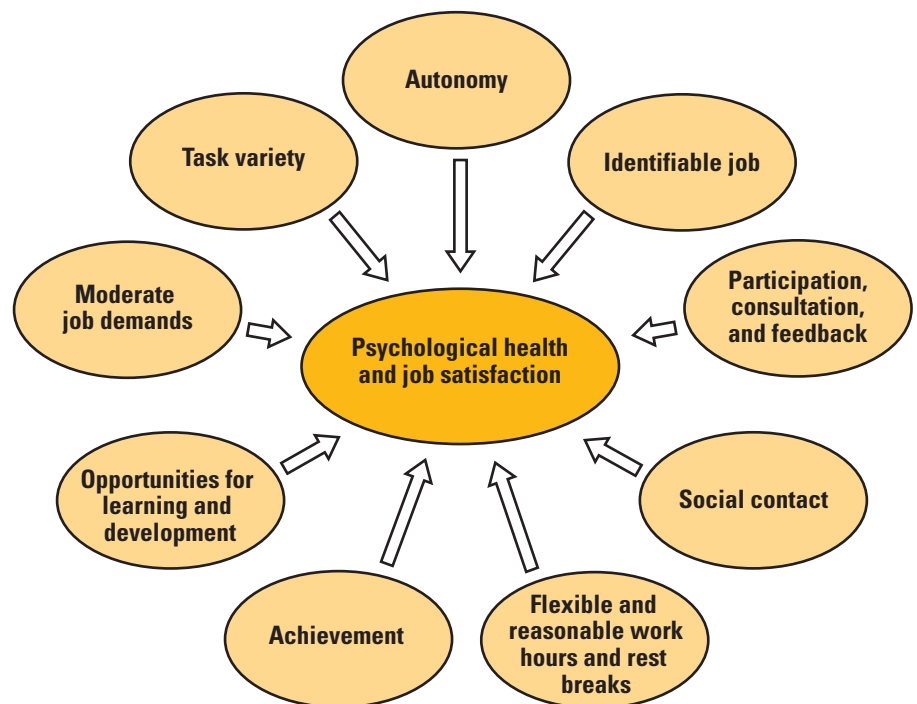 Autonomy
Task variety
Identifiable job
Moderate
job demands
Participation,
consultation,
and feedback
Psychological health
and job satisfaction
Opportunities for
learning and
development
Social contact
Achievement
Flexible and
reasonable work
hours and rest
breaks